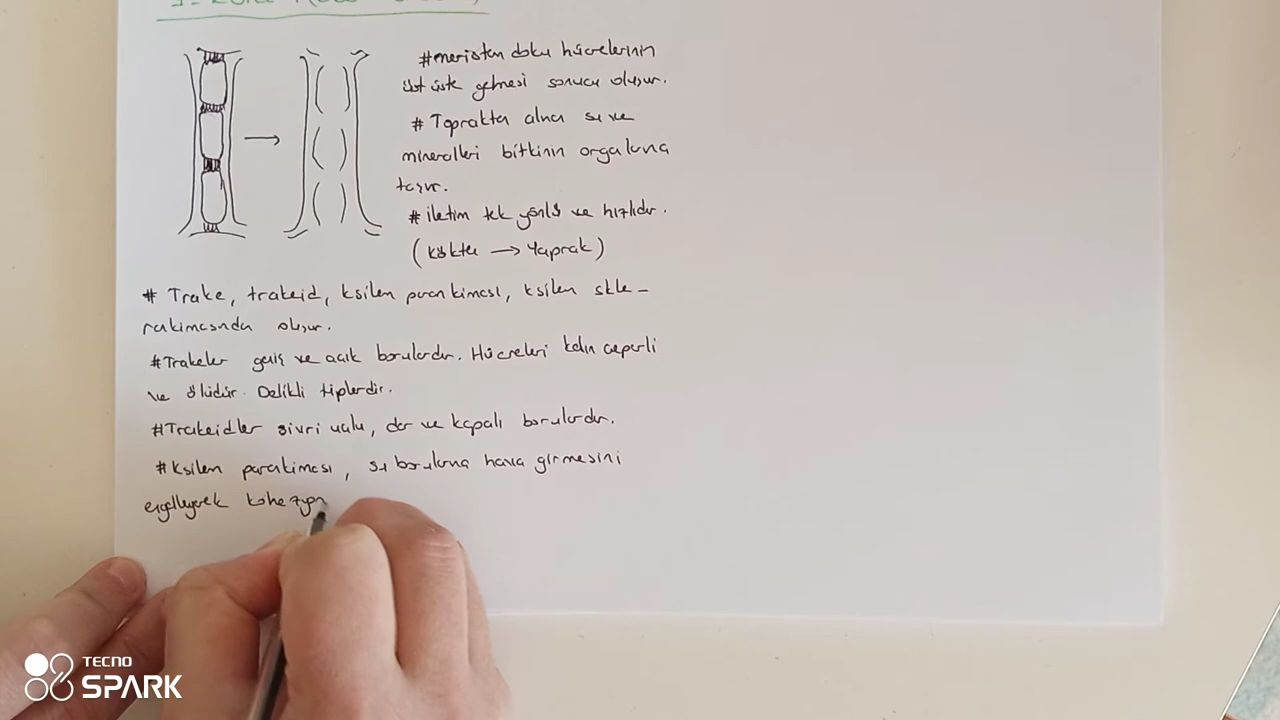 #meristem doku hücrelerinin
üst üste gelmesi sonucu oluşur.
# Topraktan alınan su ve
mineralleri bitkinin organlarına
taşır.
# iletim tek yönlü ve hızlıdır.
(Kökten → Yaprak)
# Trake, trakeid, ksilem parankiması, ksilem skle-
renkimasından oluşur.
#Trakeler geniş ve açık borulardır. Hücreleri kalın çeperli
ve ölüdür. Delikli tiplerdir.
#Trakeidler sivri uçlu, dar ve kapalı borulardır.
#Ksilem parankiması, su borularına hava girmesini
engelleyerek kohezyon
TECNO
SPARK